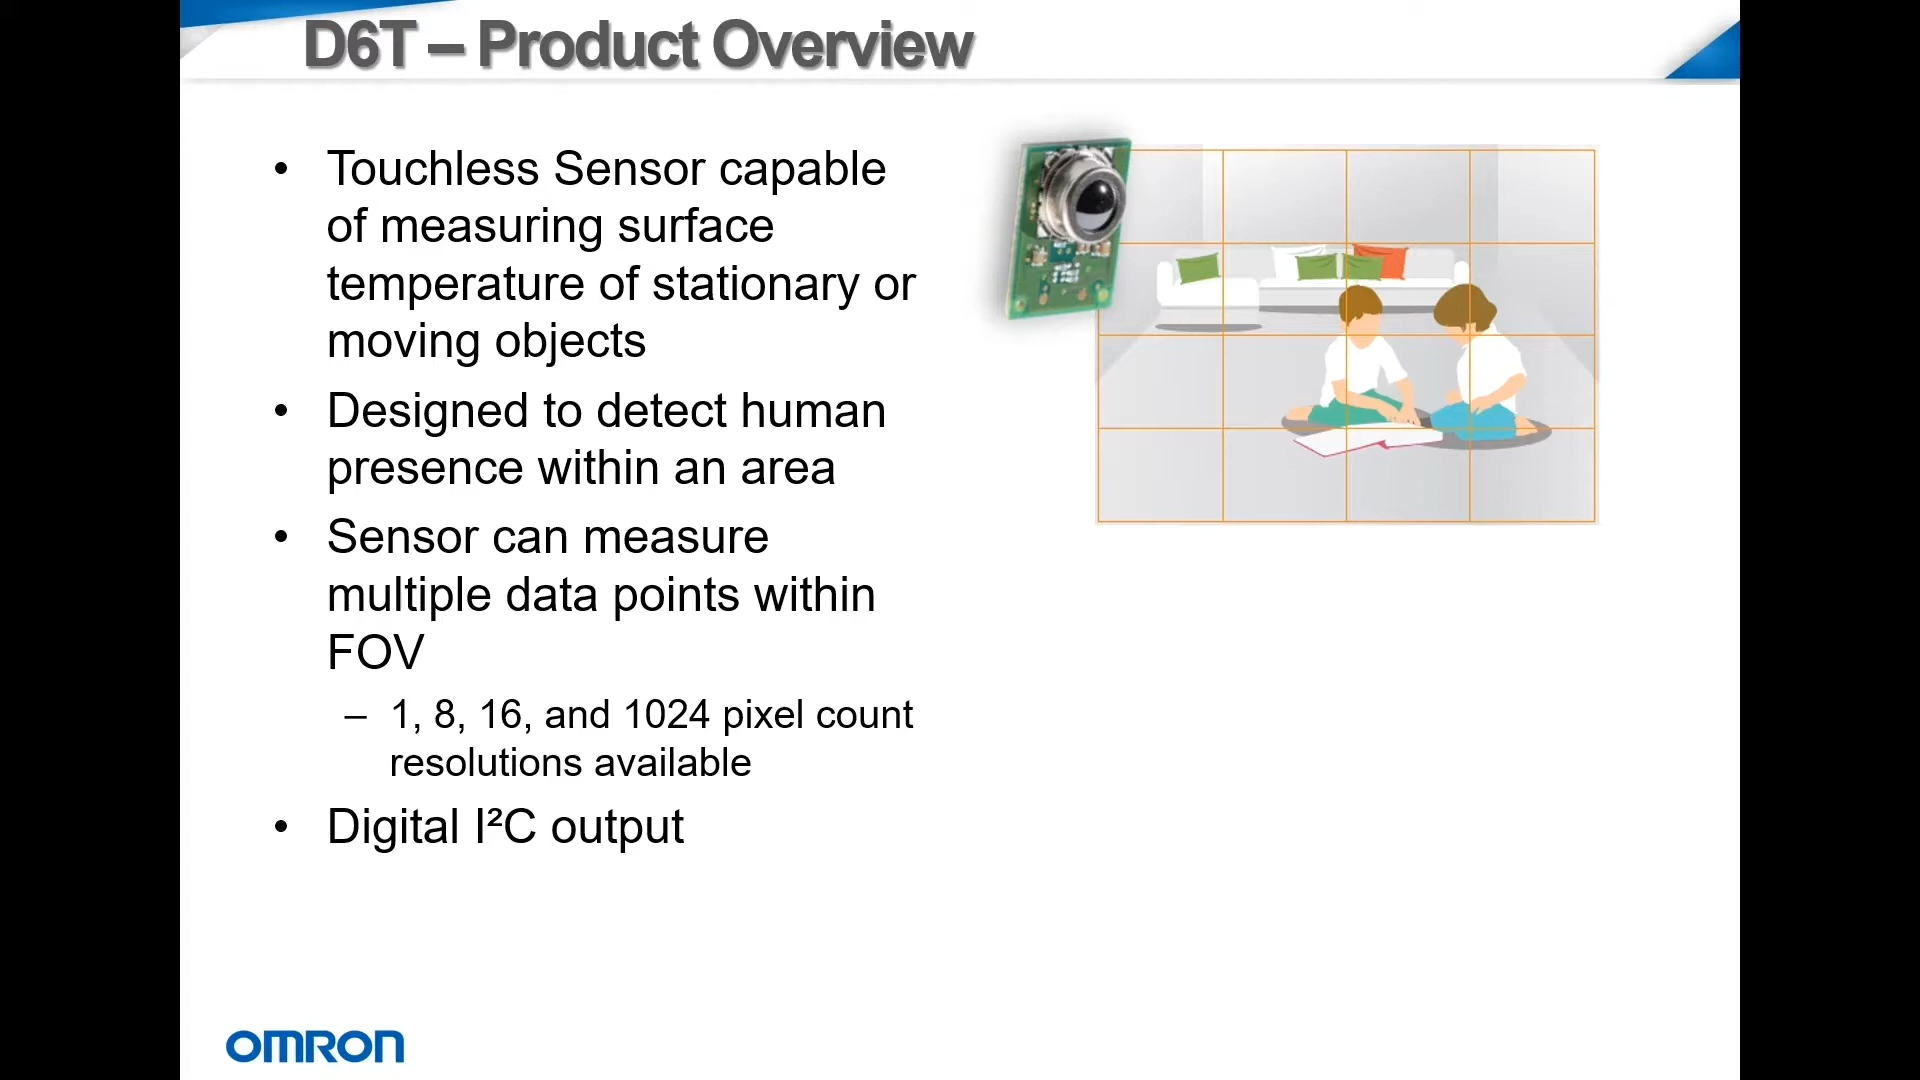 D6T – Product Overview
• Touchless Sensor capable
of measuring surface
temperature of stationary or
moving objects
• Designed to detect human
presence within an area
• Sensor can measure
multiple data points within
FOV
– 1, 8, 16, and 1024 pixel count
resolutions available
• Digital I²C output
OMRON